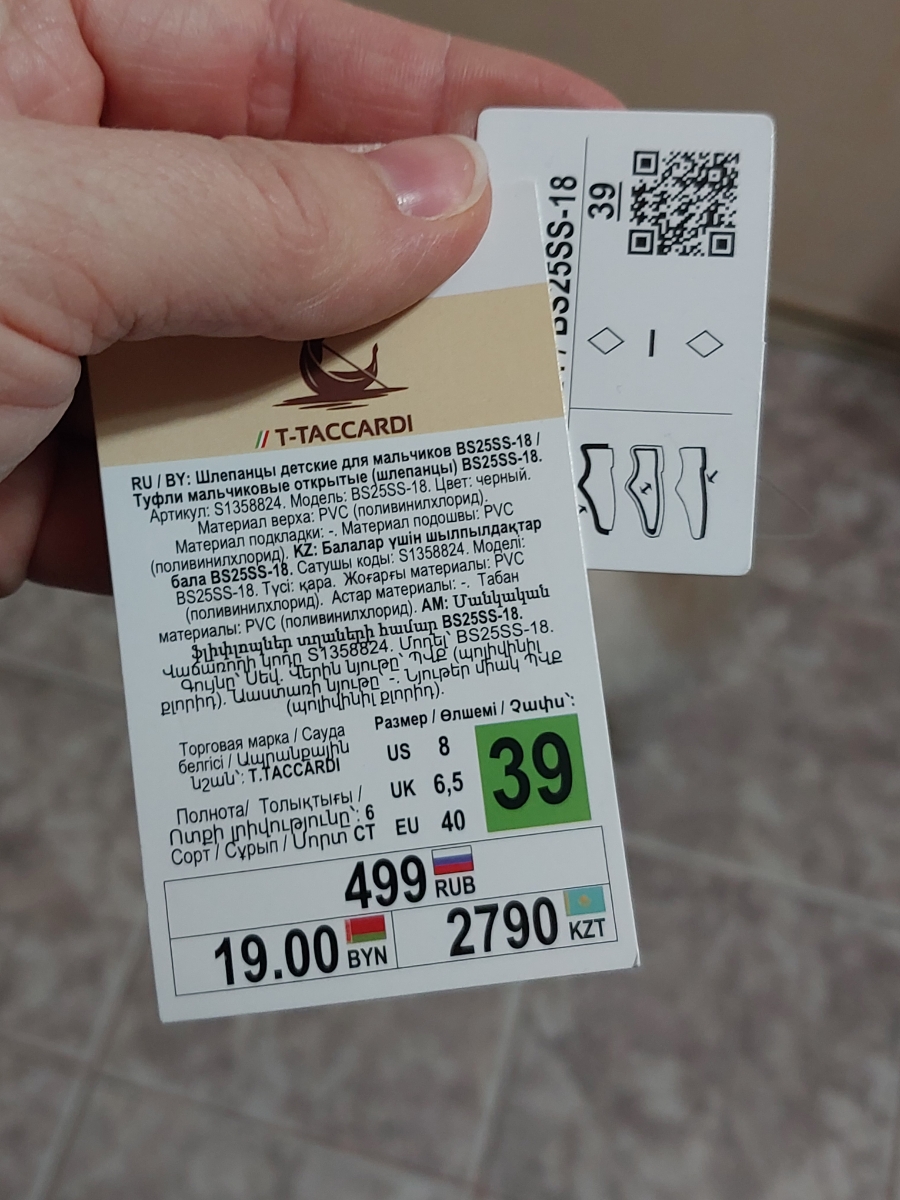 T-TACCARDI
RU / BY: Шлепанцы детские для мальчиков BS25SS-18 /
Туфли мальчиковые открытые (шлепанцы) BS25SS-18.
Артикул: S1358824. Модель: BS25SS-18. Цвет: черный.
Материал верха: PVC (поливинилхлорид).
Материал подкладки: -. Материал подошвы: PVC
(поливинилхлорид). KZ: Балалар үшін шылпылдақтар
бала BS25SS-18. Сатушы коды: S1358824. Моделі:
BS25SS-18. Түсі: қара. Жоғарғы материалы: PVC
(поливинилхлорид). Астар материалы: -. Табан
материалы: PVC (поливинилхлорид). AM: Մանկական
ֆլիփլոպներ տղաների համար BS25SS-18.
Վաճառողի կոդը S1358824. Մոդել՝ BS25SS-18.
Գույնը՝ Սեվ. Վերին նյութը՝ ՊՎՔ (պոլիվինիլ
քլորիդ). Աաստառի նյութը՝ -. Նյութեր միակ ՊՎՔ
(պոլիվինիլ քլորիդ).
Торговая марка / Сауда
белгісі / Ապրանքային
նշան՝: T.TACCARDI
Полнота/ Толықтығы /
Ոտքի լրիվությունը՝: 6
Сорт / Сұрып / Սորտ СТ
Размер / Өлшемі / Չափս՝:
US 8
UK 6,5
EU 40
39
499 RUB
19.00 BYN
2790 KZT
BS25SS-18
39
I